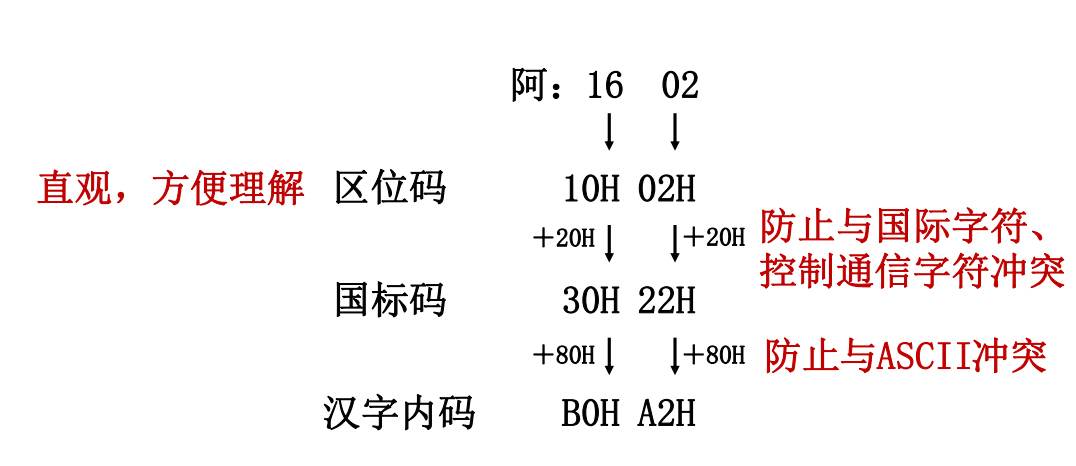 阿：16 02
直观，方便理解 区位码 10H 02H
+20H +20H 防止与国际字符、
控制通信字符冲突
国标码 30H 22H
+80H +80H 防止与ASCII冲突
汉字内码 B0H A2H